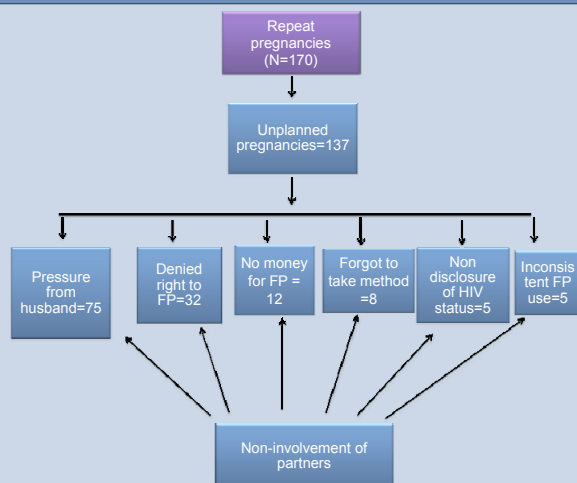 Repeat
pregnancies
(N=170)
Unplanned
pregnancies=137
Pressure
from
husband=75
Denied
right to
FP=32
No money
for FP =
12
Forgot to
take method
=8
Non
disclosure
of HIV
status=5
Inconsis
tent FP
use=5
Non-involvement of
partners